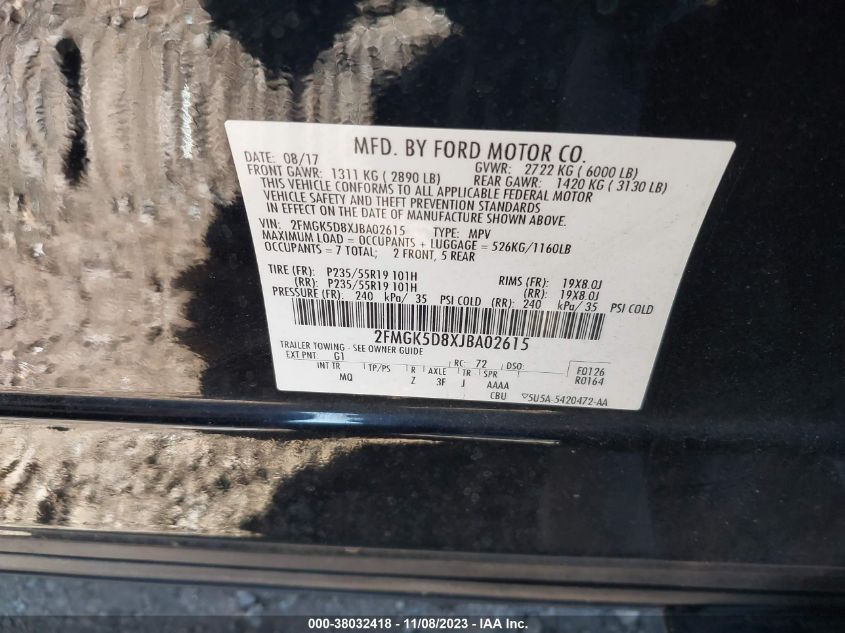 MFD. BY FORD MOTOR CO.
DATE: 08/17 GVWR: 2722 KG ( 6000 LB)
FRONT GAWR: 1311 KG ( 2890 LB) REAR GAWR: 1420 KG ( 3130 LB)
THIS VEHICLE CONFORMS TO ALL APPLICABLE FEDERAL MOTOR
VEHICLE SAFETY AND THEFT PREVENTION STANDARDS
IN EFFECT ON THE DATE OF MANUFACTURE SHOWN ABOVE.
VIN: 2FMGK5D8XJBA02615 TYPE: MPV
MAXIMUM LOAD = OCCUPANTS + LUGGAGE = 526KG/1160LB
OCCUPANTS = 7 TOTAL; 2 FRONT, 5 REAR
TIRE (FR): P235/55R19 101H RIMS (FR): 19X8.0J
(RR): P235/55R19 101H (RR): 19X8.0J
PRESSURE (FR): 240 kPa/ 35 PSI COLD (RR): 240 kPa/ 35 PSI COLD
2FMGK5D8XJBA02615
TRAILER TOWING - SEE OWNER GUIDE
EXT PNT: G1 RC: 72 DSO: F0126
INT TR TP/PS R AXLE TR SPR R0164
MQ Z 3F J AAAA
CBU 5U5A-5420472-AA
000-38032418 - 11/08/2023 - IAA Inc.